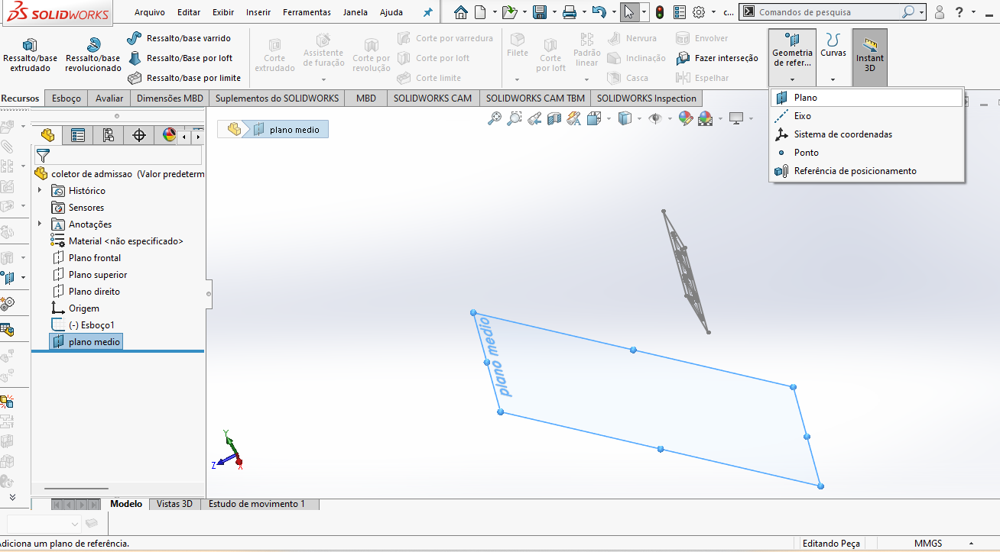 SOLIDWORKS Arquivo Editar Exibir Inserir Ferramentas Janela Ajuda c... Comandos de pesquisa ?
Ressalto/base extrudado
Ressalto/base revolucionado
Ressalto/base varrido
Ressalto/base Por loft
Ressalto/base por limite
Corte extrudado
Assistente de furação
Corte por revolução
Corte por varredura
Corte por loft
Corte limite
Filete
Corte por loft
Padrão linear
Nervura
Inclinação
Casca
Envolver
Fazer interseção
Espelhar
Geometria de refer...
Curvas
Instant 3D
Recursos Esboço Avaliar Dimensões MBD Suplementos do SOLIDWORKS MBD SOLIDWORKS CAM SOLIDWORKS CAM TBM SOLIDWORKS Inspection
Plano
Eixo
Sistema de coordenadas
Ponto
Referência de posicionamento
plano medio
coletor de admissao (Valor predeterm
Histórico
Sensores
Anotações
Material <não especificado>
Plano frontal
Plano superior
Plano direito
Origem
(-) Esboço1
plano medio
plano medio
Y
Z
X
Modelo Vistas 3D Estudo de movimento 1
Adiciona um plano de referência. Editando Peça MMGS